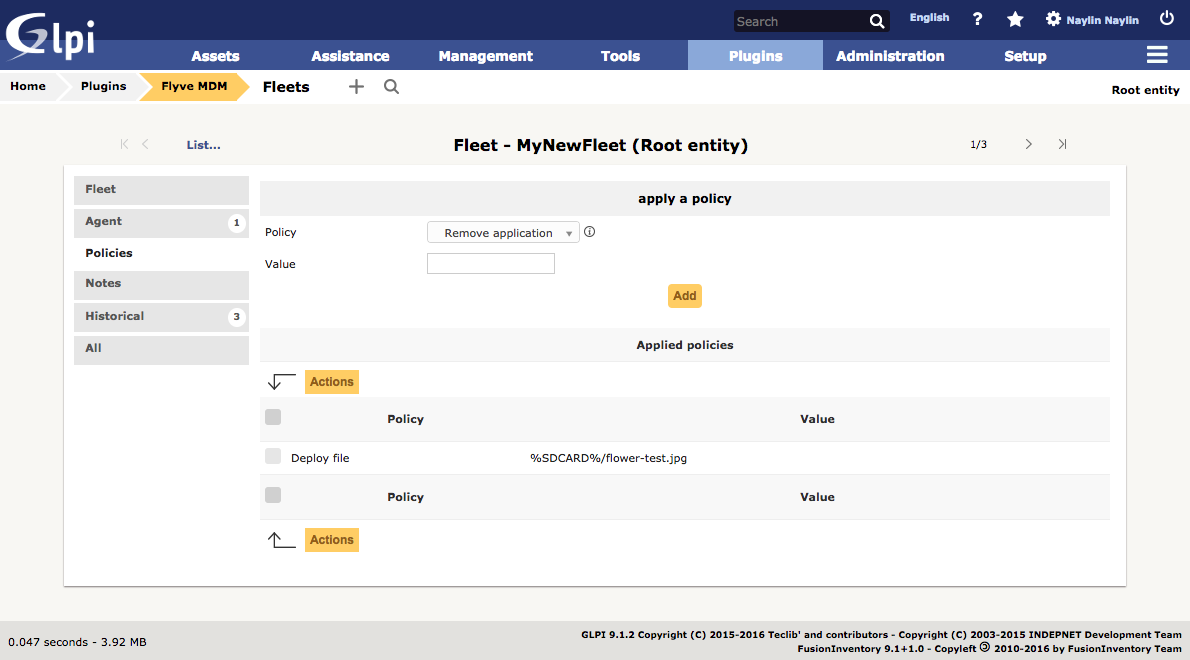 Glpi
Search
English
?
Naylin Naylin
Assets
Assistance
Management
Tools
Plugins
Administration
Setup
Home
Plugins
Flyve MDM
Fleets
Root entity
List...
Fleet - MyNewFleet (Root entity)
1/3
Fleet
Agent
1
Policies
Notes
Historical
3
All
apply a policy
Policy
Remove application
Value
Add
Applied policies
Actions
Policy
Value
Deploy file
%SDCARD%/flower-test.jpg
Policy
Value
Actions
0.047 seconds - 3.92 MB
GLPI 9.1.2 Copyright (C) 2015-2016 Teclib' and contributors - Copyright (C) 2003-2015 INDEPNET Development Team
FusionInventory 9.1+1.0 - Copyleft 🄯 2010-2016 by FusionInventory Team